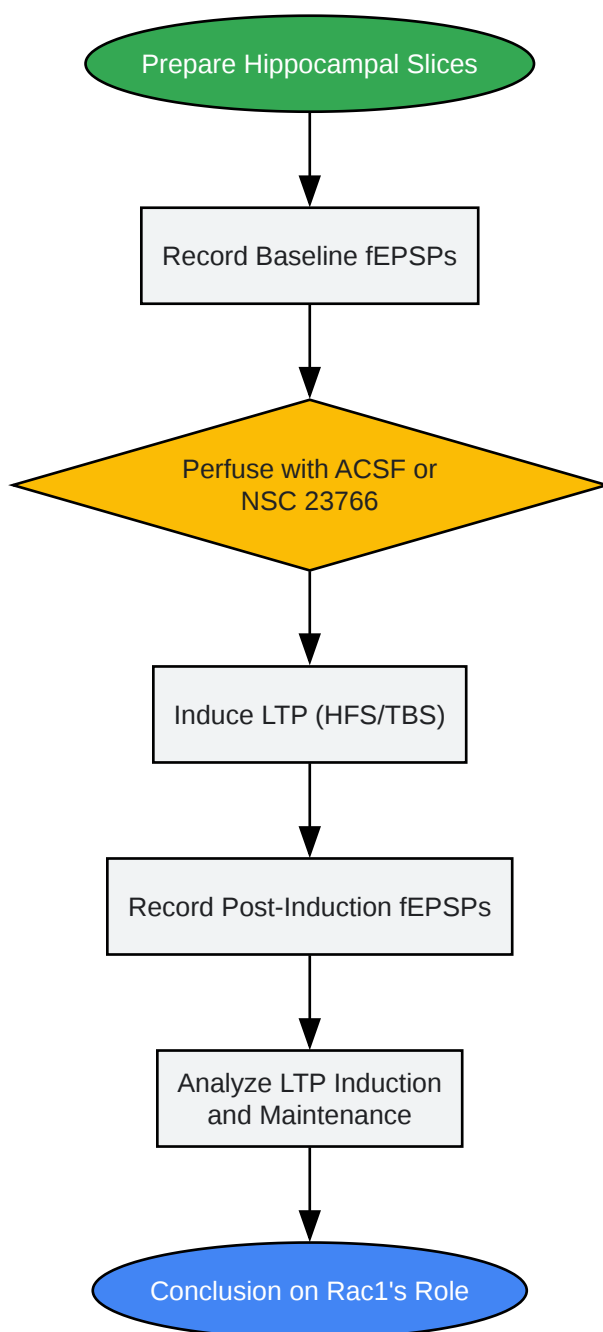 Prepare Hippocampal Slices
Record Baseline fEPSPs
Perfuse with ACSF or
NSC 23766
Induce LTP (HFS/TBS)
Record Post-Induction fEPSPs
Analyze LTP Induction
and Maintenance
Conclusion on Rac1's Role